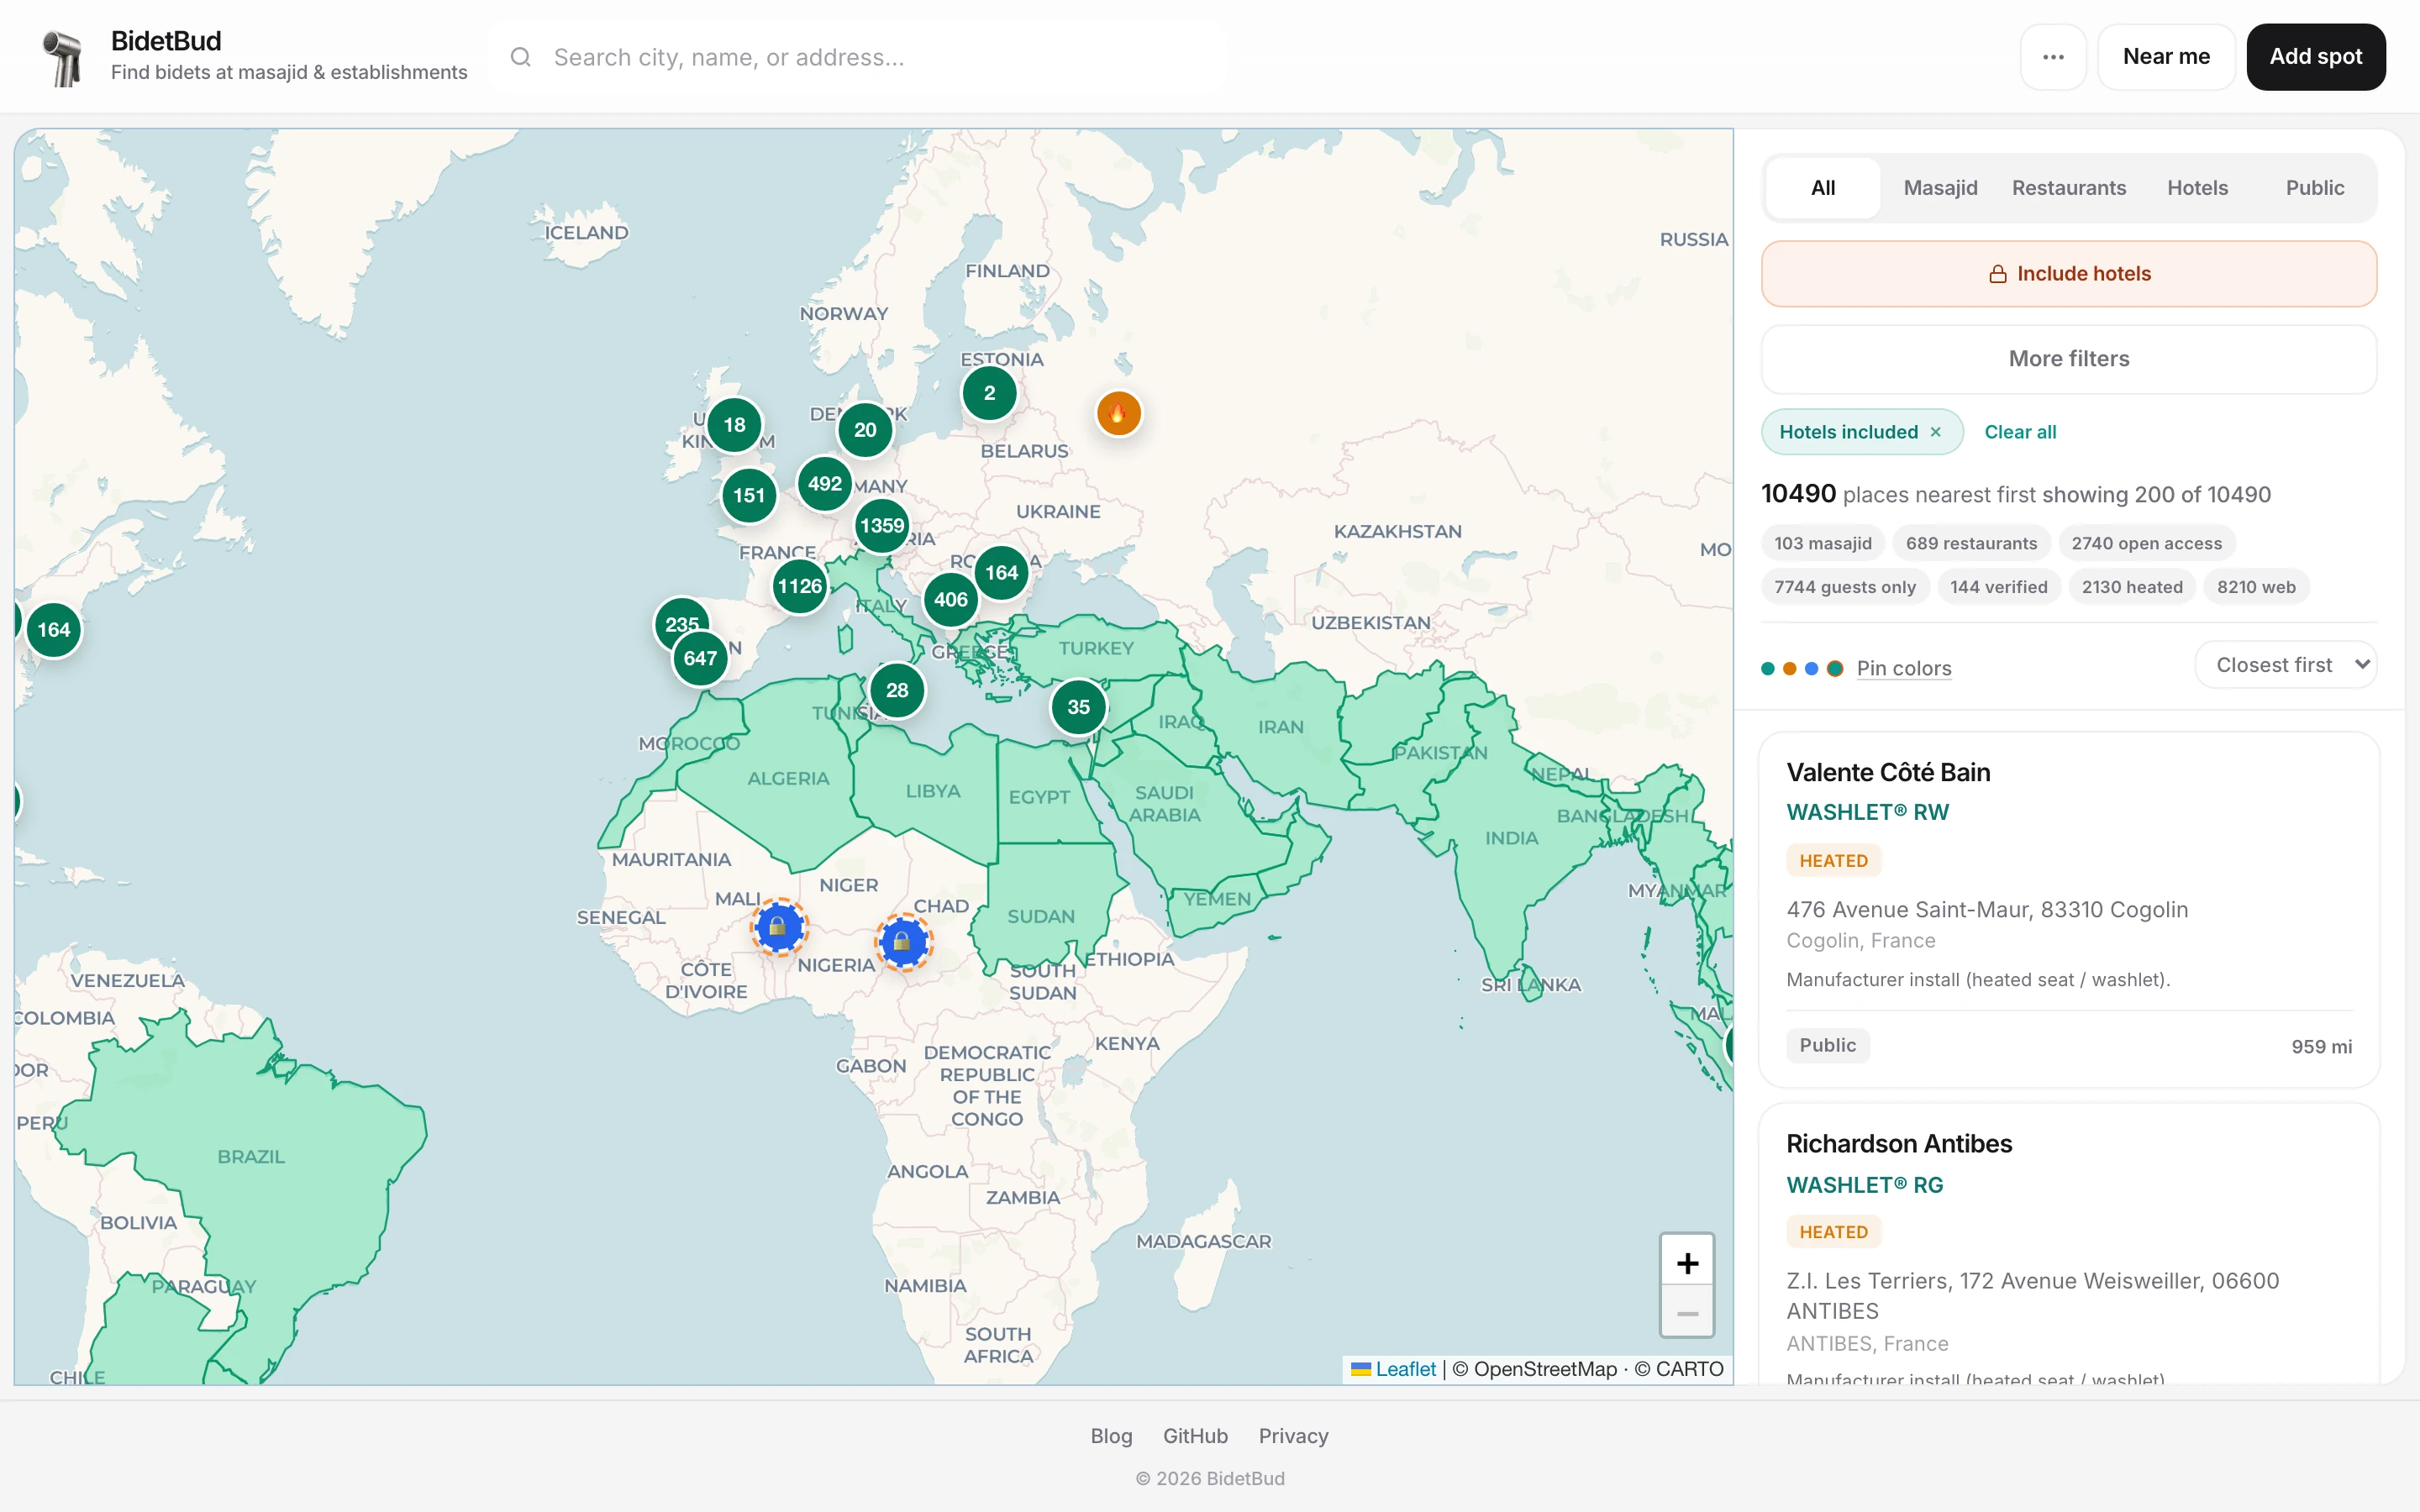 BidetBud
Find bidets at masajid & establishments
Search city, name, or address...
Near me
Add spot
ICELAND
RUSSIA
FINLAND
NORWAY
ESTONIA
2
18
20
BELARUS
492
151
1359
UKRAINE
KAZAKHSTAN
FRANCE
1126
164
406
ITALY
235
647
UZBEKISTAN
164
TURKEY
GREECE
28
35
IRAQ
IRAN
MOROCCO
PAKISTAN
ALGERIA
LIBYA
EGYPT
SAUDI
ARABIA
NEPAL
BANGLADESH
INDIA
MAURITANIA
NIGER
MALI
CHAD
SENEGAL
SUDAN
YEMEN
MYANMAR
NIGERIA
ETHIOPIA
CÔTE
D'IVOIRE
SOUTH
SUDAN
SRI LANKA
VENEZUELA
COLOMBIA
GABON
DEMOCRATIC
REPUBLIC
OF THE
CONGO
KENYA
PERU
BRAZIL
ANGOLA
ZAMBIA
BOLIVIA
MADAGASCAR
PARAGUAY
NAMIBIA
SOUTH
AFRICA
CHILE
+
−
Leaflet | © OpenStreetMap · © CARTO
All Masajid Restaurants Hotels Public
Include hotels
More filters
Hotels included ×
Clear all
10490 places nearest first showing 200 of 10490
103 masajid 689 restaurants 2740 open access
7744 guests only 144 verified 2130 heated 8210 web
Pin colors
Closest first
Valente Côté Bain
WASHLET® RW
HEATED
476 Avenue Saint-Maur, 83310 Cogolin
Cogolin, France
Manufacturer install (heated seat / washlet).
Public
959 mi
Richardson Antibes
WASHLET® RG
HEATED
Z.I. Les Terriers, 172 Avenue Weisweiller, 06600
ANTIBES
ANTIBES, France
Manufacturer install (heated seat / washlet)
Blog GitHub Privacy
© 2026 BidetBud